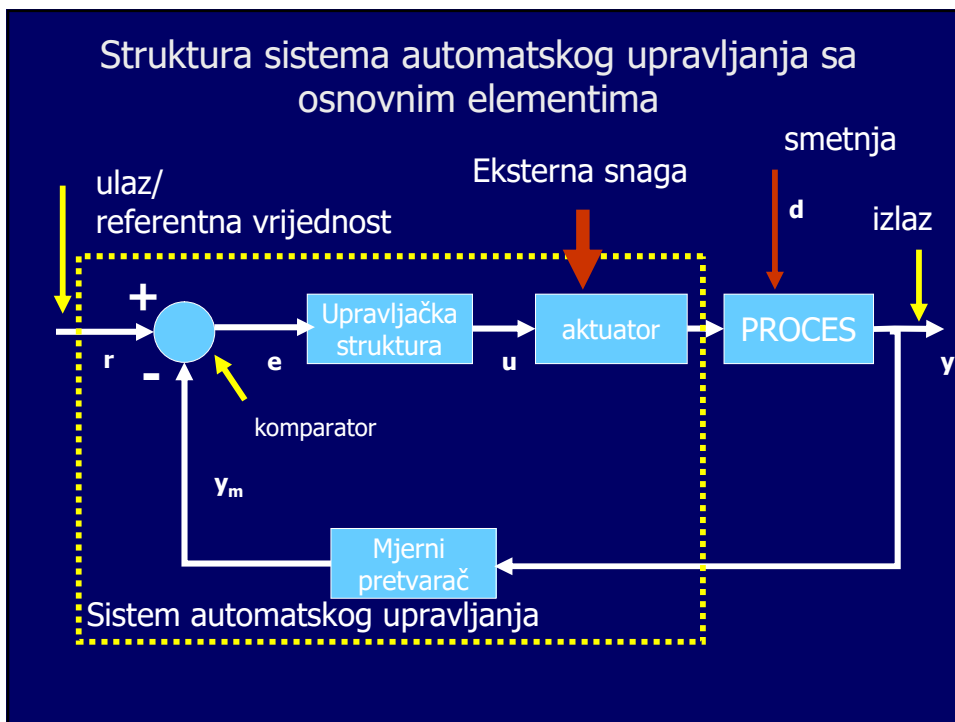 Struktura sistema automatskog upravljanja sa
osnovnim elementima
smetnja
Eksterna snaga
ulaz/
referentna vrijednost
d
izlaz
+
Upravljačka
struktura
aktuator
PROCES
r
-
e
u
y
komparator
yₘ
Mjerni
pretvarač
Sistem automatskog upravljanja